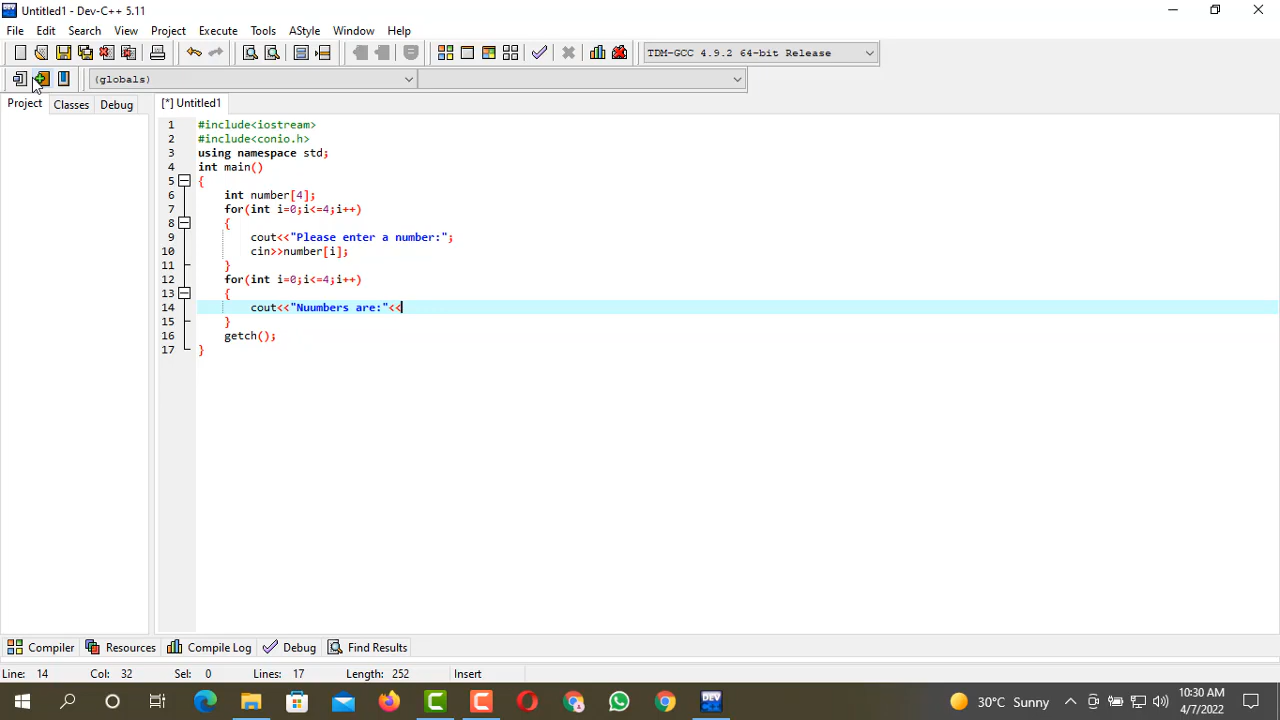 Untitled1 - Dev-C++ 5.11
File Edit Search View Project Execute Tools AStyle Window Help
TDM-GCC 4.9.2 64-bit Release
(globals)
Project Classes Debug [*] Untitled1
1 #include<iostream>
2 #include<conio.h>
3 using namespace std;
4 int main()
5 {
6 int number[4];
7 for(int i=0;i<=4;i++)
8 {
9 cout<<"Please enter a number:";
10 cin>>number[i];
11 }
12 for(int i=0;i<=4;i++)
13 {
14 cout<<"Nuumbers are:"<<
15 }
16 getch();
17 }
Compiler Resources Compile Log Debug Find Results
Line: 14 Col: 32 Sel: 0 Lines: 17 Length: 252 Insert
DEV
30°C Sunny
10:30 AM
4/7/2022